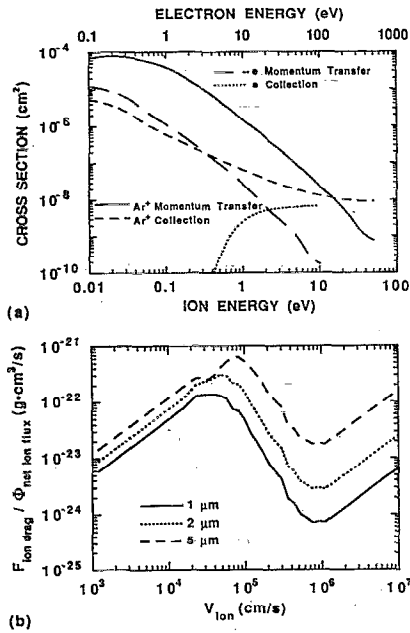 ELECTRON ENERGY (eV)
0.1 1 10 100 1000
(a)
CROSS SECTION (cm²)
10⁻⁴
10⁻⁶
10⁻⁸
10⁻¹⁰
e Momentum Transfer
e Collection
Ar⁺ Momentum Transfer
Ar⁺ Collection
0.01 0.1 1 10 100
ION ENERGY (eV)
F ion drag / Φ net ion flux (g·cm³/s)
10⁻²¹
10⁻²²
10⁻²³
10⁻²⁴
10⁻²⁵
1 μm
2 μm
5 μm
10³ 10⁴ 10⁵ 10⁶ 10⁷
V Ion (cm/s)
(b)